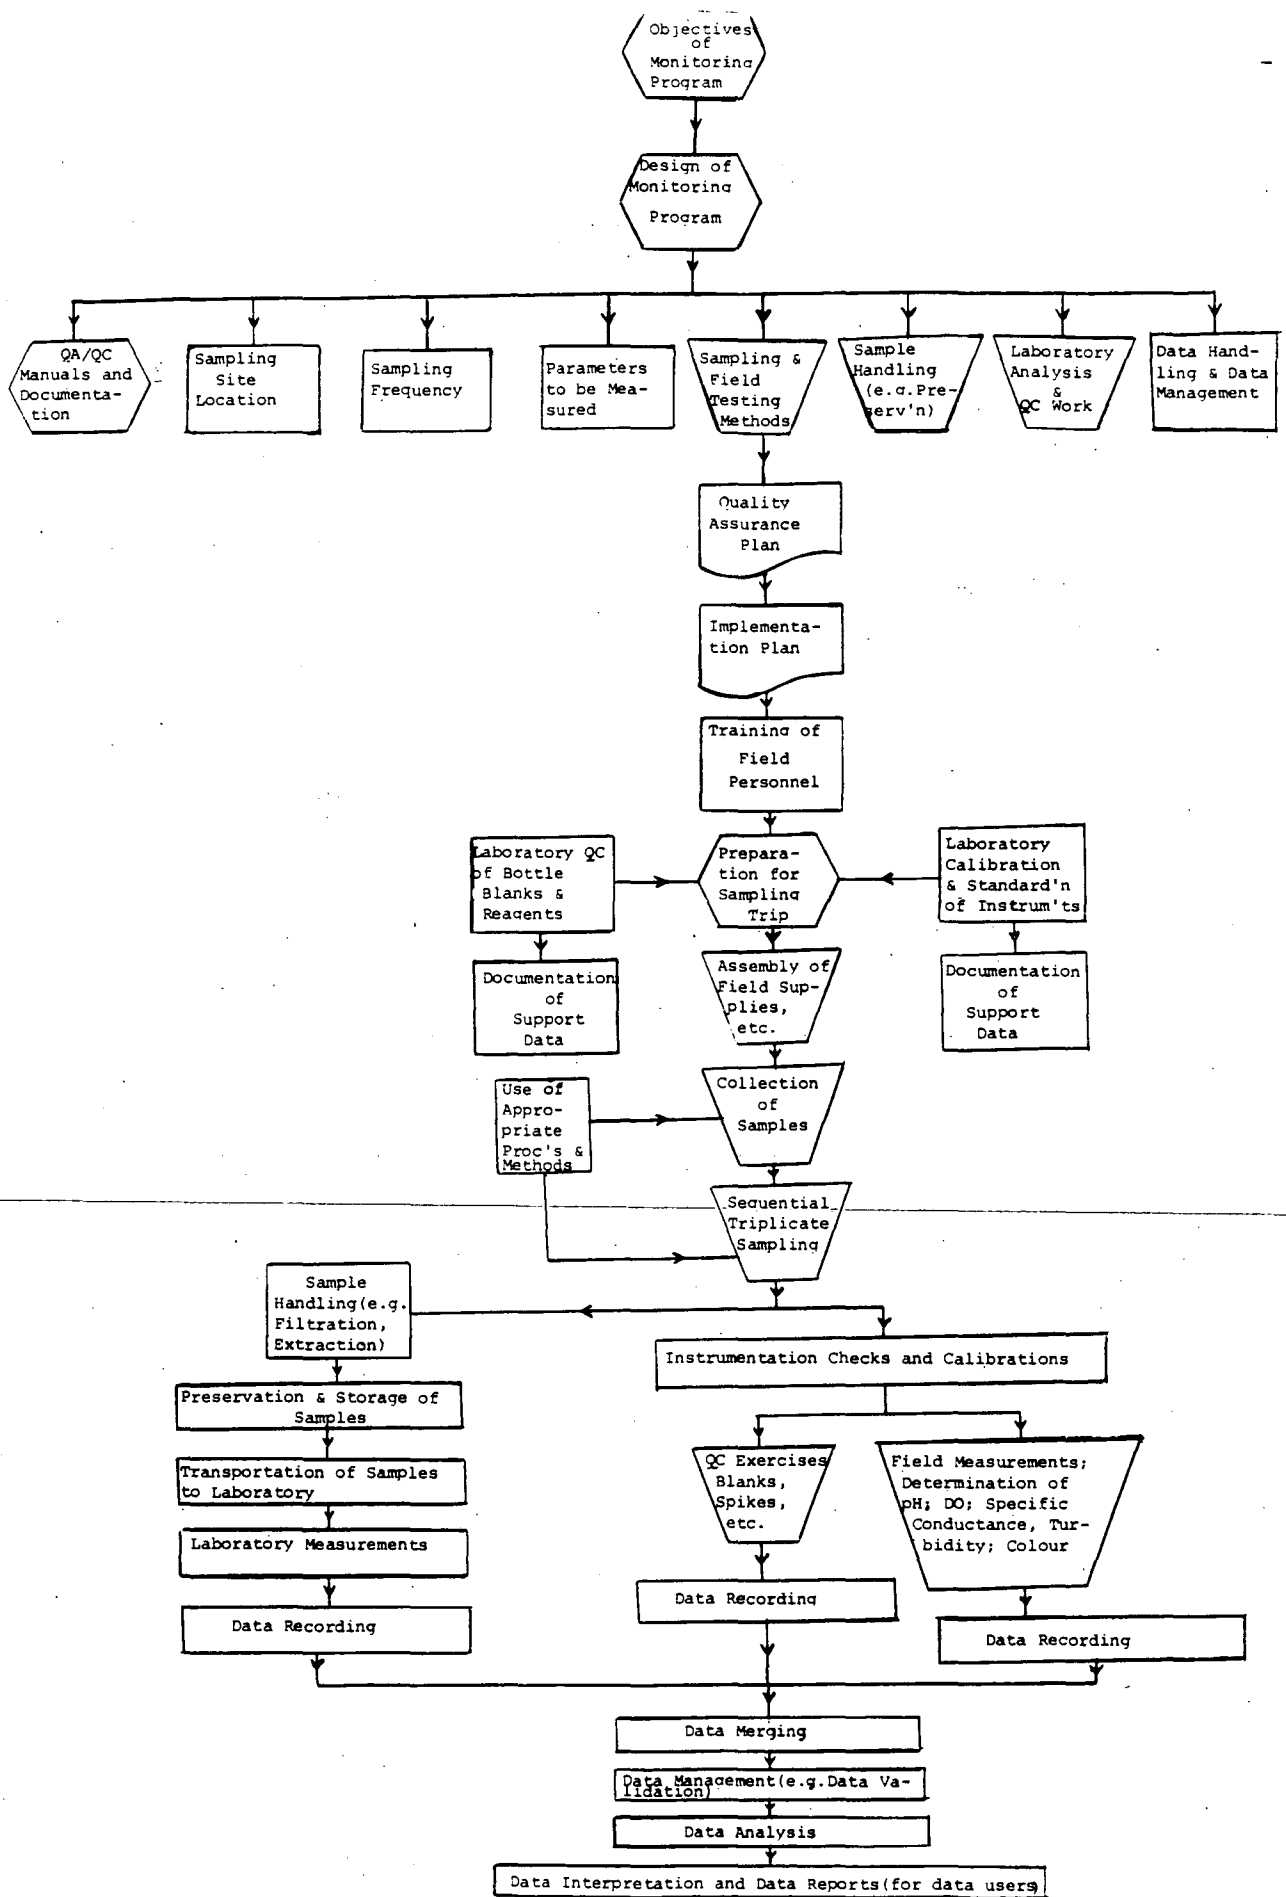 Objectives
of
Monitoring
Program
Design of
Monitoring
Program
QA/QC
Manuals and
Documenta-
tion
Sampling
Site
Location
Sampling
Frequency
Parameters
to be Mea-
sured
Sampling &
Field
Testing
Methods
Sample
Handling
(e.g.Pre-
serv'n)
Laboratory
Analysis
&
QC Work
Data Hand-
ling & Data
Management
Quality
Assurance
Plan
Implementa-
tion Plan
Training of
Field
Personnel
Laboratory QC
of Bottle
Blanks &
Reagents
Prepara-
tion for
Sampling
Trip
Laboratory
Calibration
& Standard'n
of Instrum'ts
Documentation
of
Support
Data
Assembly of
Field Sup-
plies,
etc.
Documentation
of
Support
Data
Use of
Appro-
priate
Proc's &
Methods
Collection
of
Samples
Sequential
Triplicate
Sampling
Sample
Handling(e.g.
Filtration,
Extraction)
Instrumentation Checks and Calibrations
Preservation & Storage of
Samples
Transportation of Samples
to Laboratory
Laboratory Measurements
Data Recording
QC Exercises
Blanks,
Spikes,
etc.
Data Recording
Field Measurements;
Determination of
pH; DO; Specific
Conductance, Tur-
bidity; Colour
Data Recording
Data Merging
Data Management(e.g.Data Va-
lidation)
Data Analysis
Data Interpretation and Data Reports(for data users)